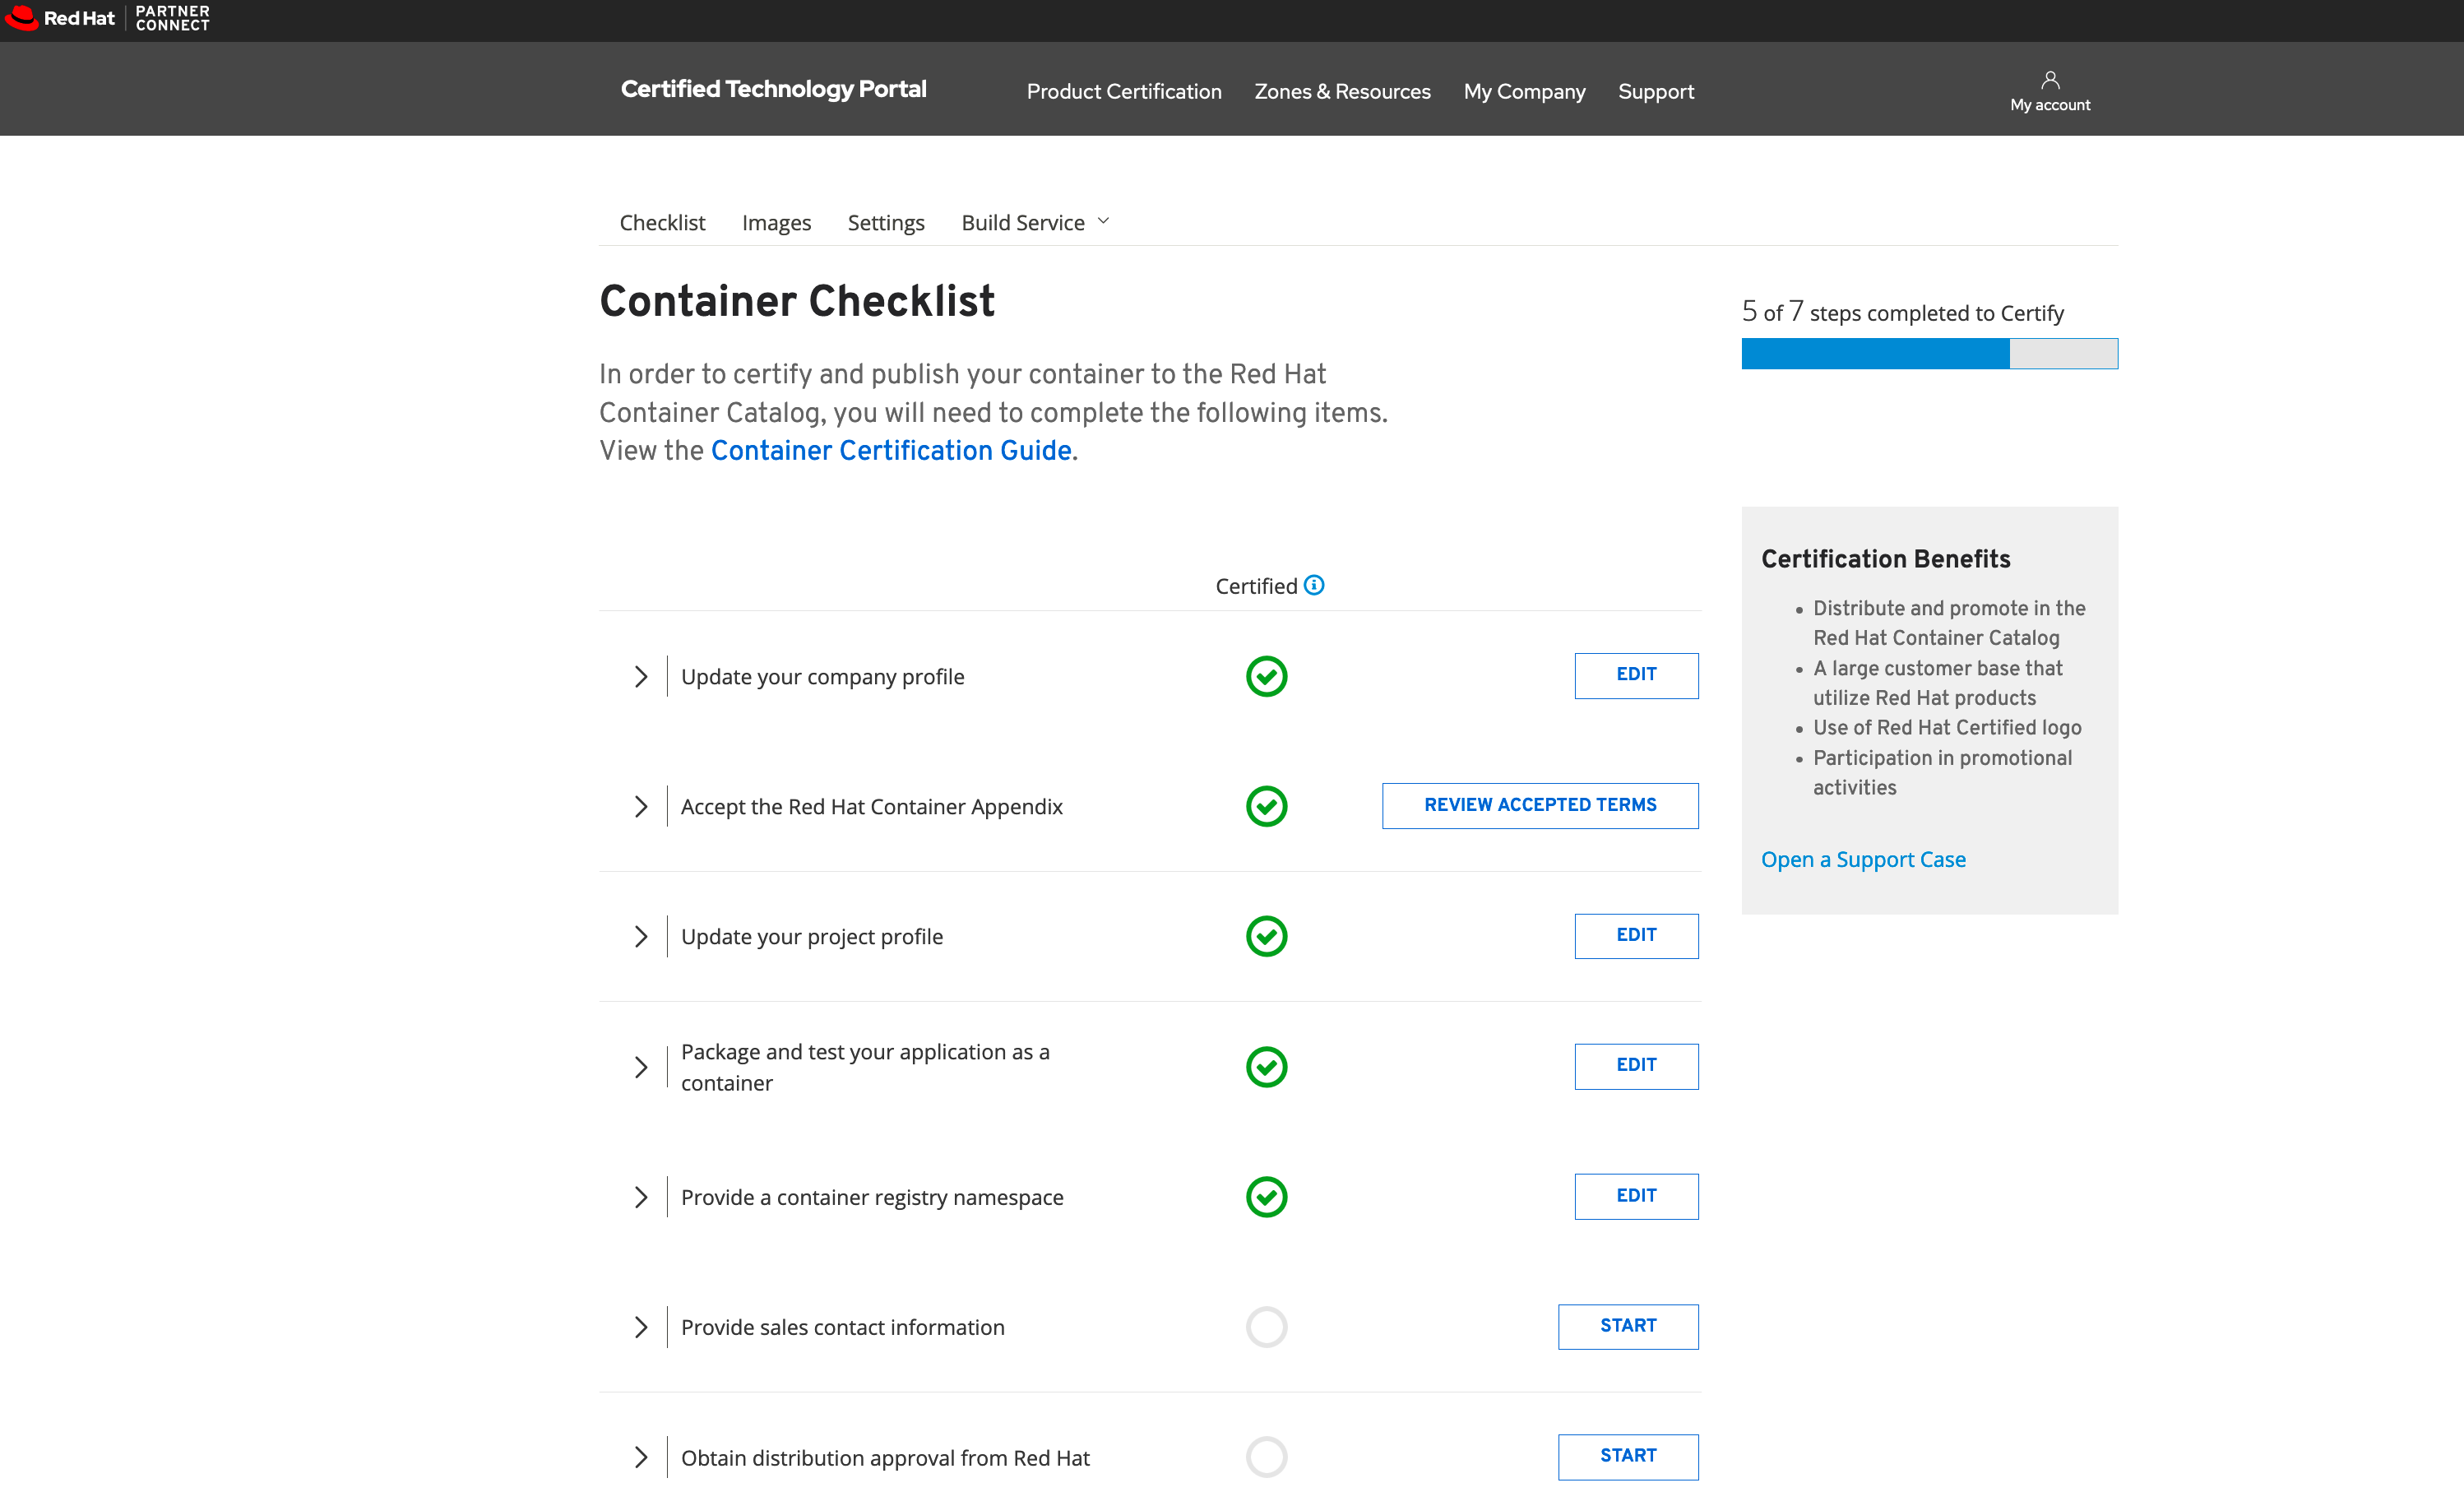 Red Hat
PARTNER
CONNECT
Certified Technology Portal
Product Certification
Zones & Resources
My Company
Support
My account
Checklist
Images
Settings
Build Service
Container Checklist
In order to certify and publish your container to the Red Hat
Container Catalog, you will need to complete the following items.
View the Container Certification Guide.
5 of 7 steps completed to Certify
Certification Benefits
Distribute and promote in the
Red Hat Container Catalog
A large customer base that
utilize Red Hat products
Use of Red Hat Certified logo
Participation in promotional
activities
Open a Support Case
Certified
Update your company profile
EDIT
Accept the Red Hat Container Appendix
REVIEW ACCEPTED TERMS
Update your project profile
EDIT
Package and test your application as a
container
EDIT
Provide a container registry namespace
EDIT
Provide sales contact information
START
Obtain distribution approval from Red Hat
START